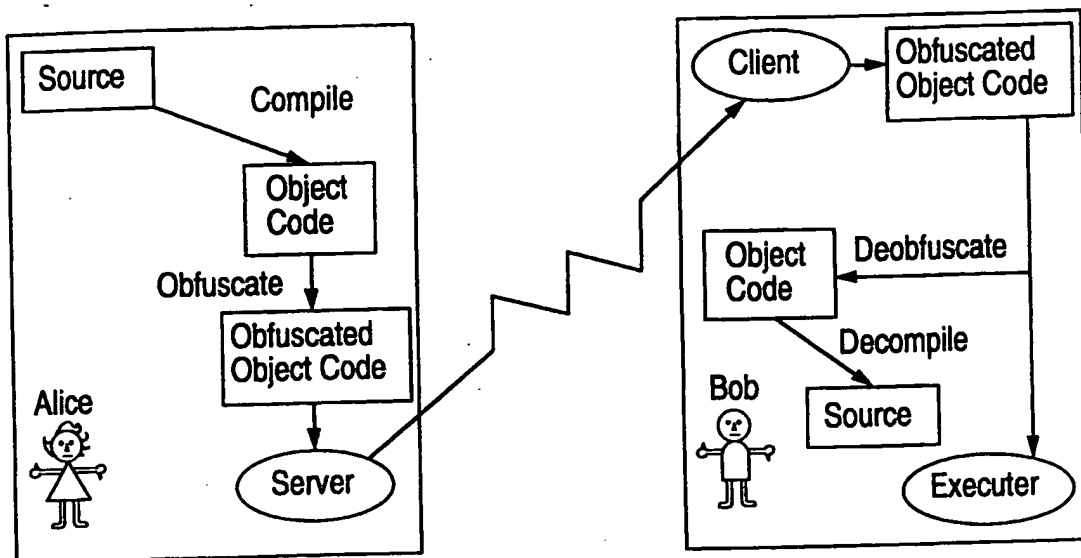 Source
Compile
Object
Code
Obfuscate
Obfuscated
Object Code
Alice
Server
Client
Obfuscated
Object Code
Object
Code
Deobfuscate
Decompile
Bob
Source
Executer